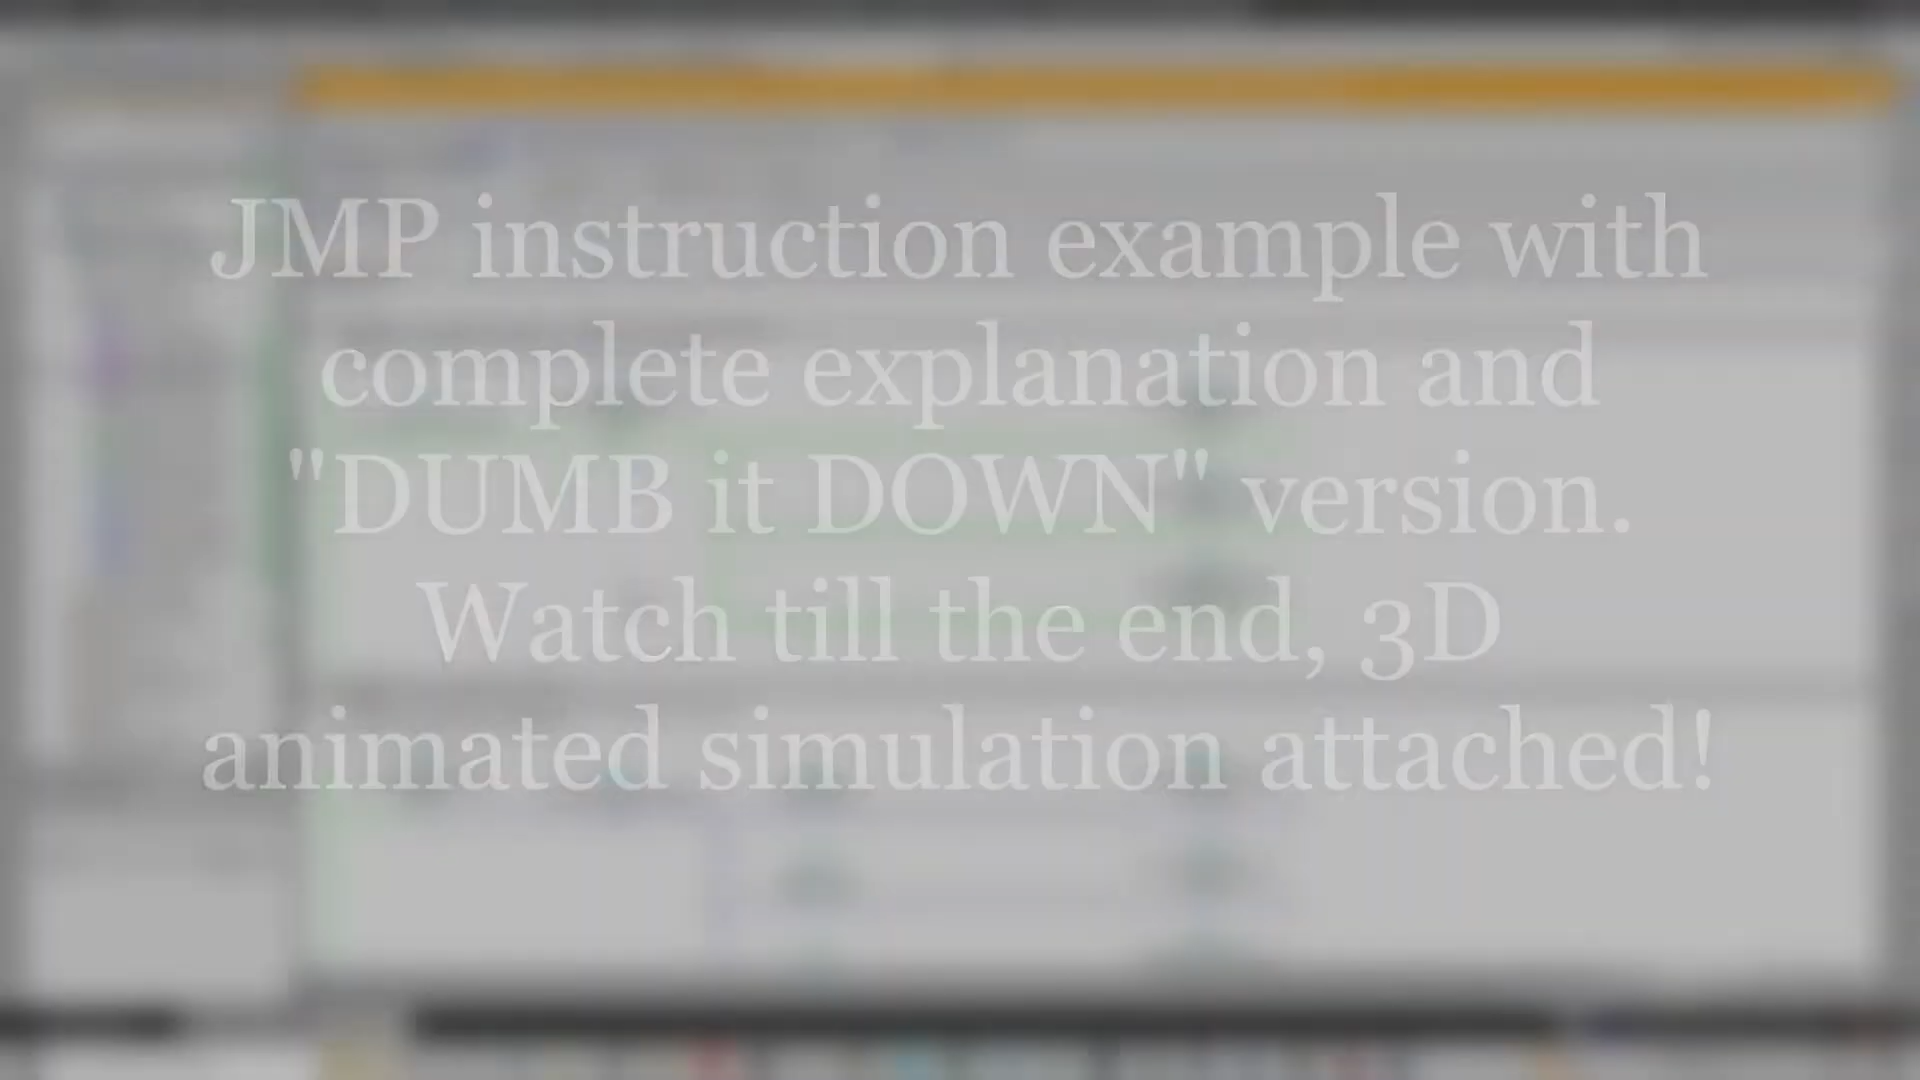 JMP instruction example with
complete explanation and
"DUMB it DOWN" version.
Watch till the end, 3D
animated simulation attached!